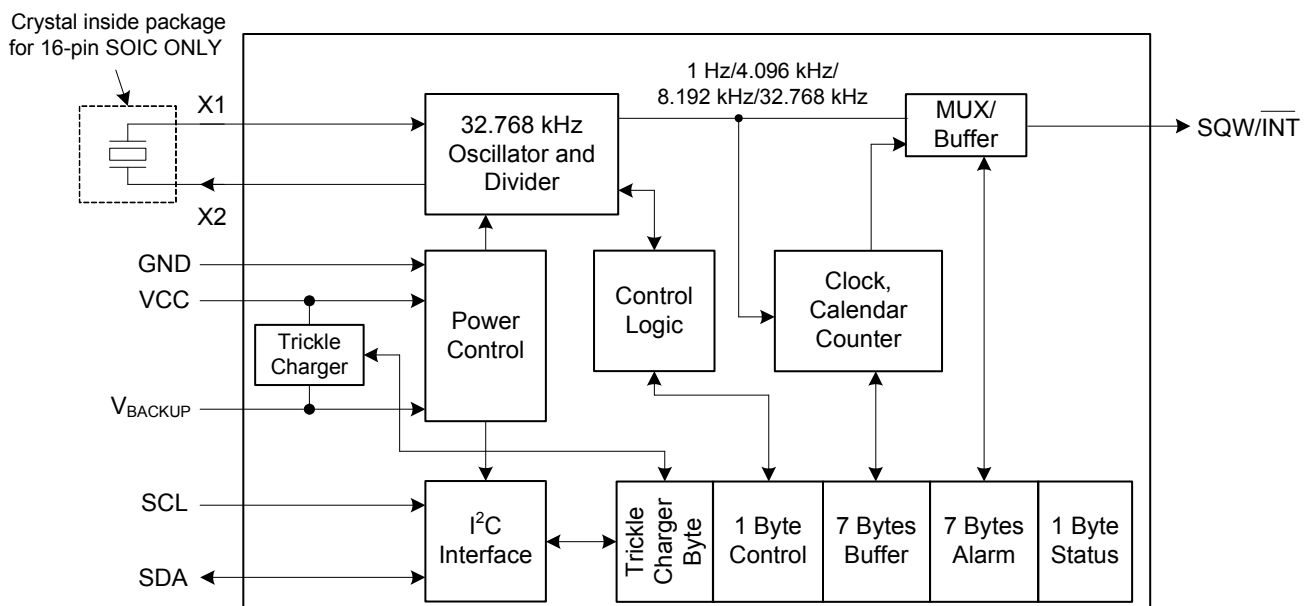 Crystal inside package
for 16-pin SOIC ONLY
X1
X2
32.768 kHz
Oscillator and
Divider
1 Hz/4.096 kHz/
8.192 kHz/32.768 kHz
MUX/
Buffer
SQW/I̅N̅T̅
GND
VCC
Trickle
Charger
V_BACKUP
Power
Control
Control
Logic
Clock,
Calendar
Counter
SCL
SDA
I²C
Interface
Trickle
Charger
Byte
1 Byte
Control
7 Bytes
Buffer
7 Bytes
Alarm
1 Byte
Status